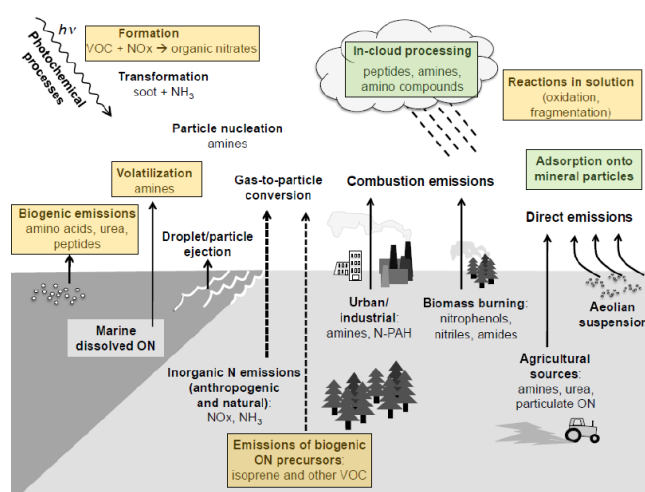 hν
Photochemical
processes
Formation
VOC + NOx → organic nitrates
Transformation
soot + NH3
Particle nucleation
amines
In-cloud processing
peptides, amines,
amino compounds
Reactions in solution
(oxidation,
fragmentation)
Adsorption onto
mineral particles
Volatilization
amines
Gas-to-particle
conversion
Combustion emissions
Direct emissions
Biogenic emissions
amino acids, urea,
peptides
Droplet/particle
ejection
Marine
dissolved ON
Urban/
industrial:
amines, N-PAH
Biomass burning:
nitrophenols,
nitriles, amides
Aeolian
suspension
Inorganic N emissions
(anthropogenic
and natural):
NOx, NH3
Agricultural
sources:
amines, urea,
particulate ON
Emissions of biogenic
ON precursors:
isoprene and other VOC